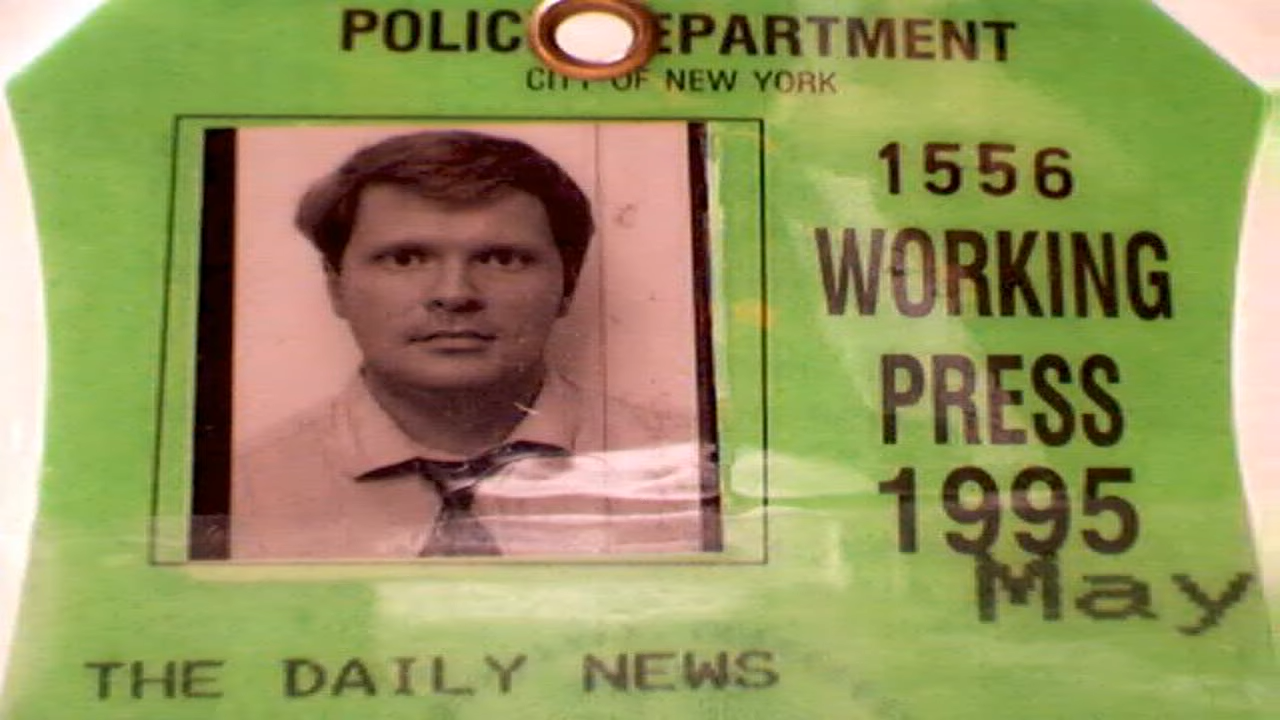 POLIC EPARTMENT
CITY OF NEW YORK
1556
WORKING
PRESS
1995
May
THE DAILY NEWS